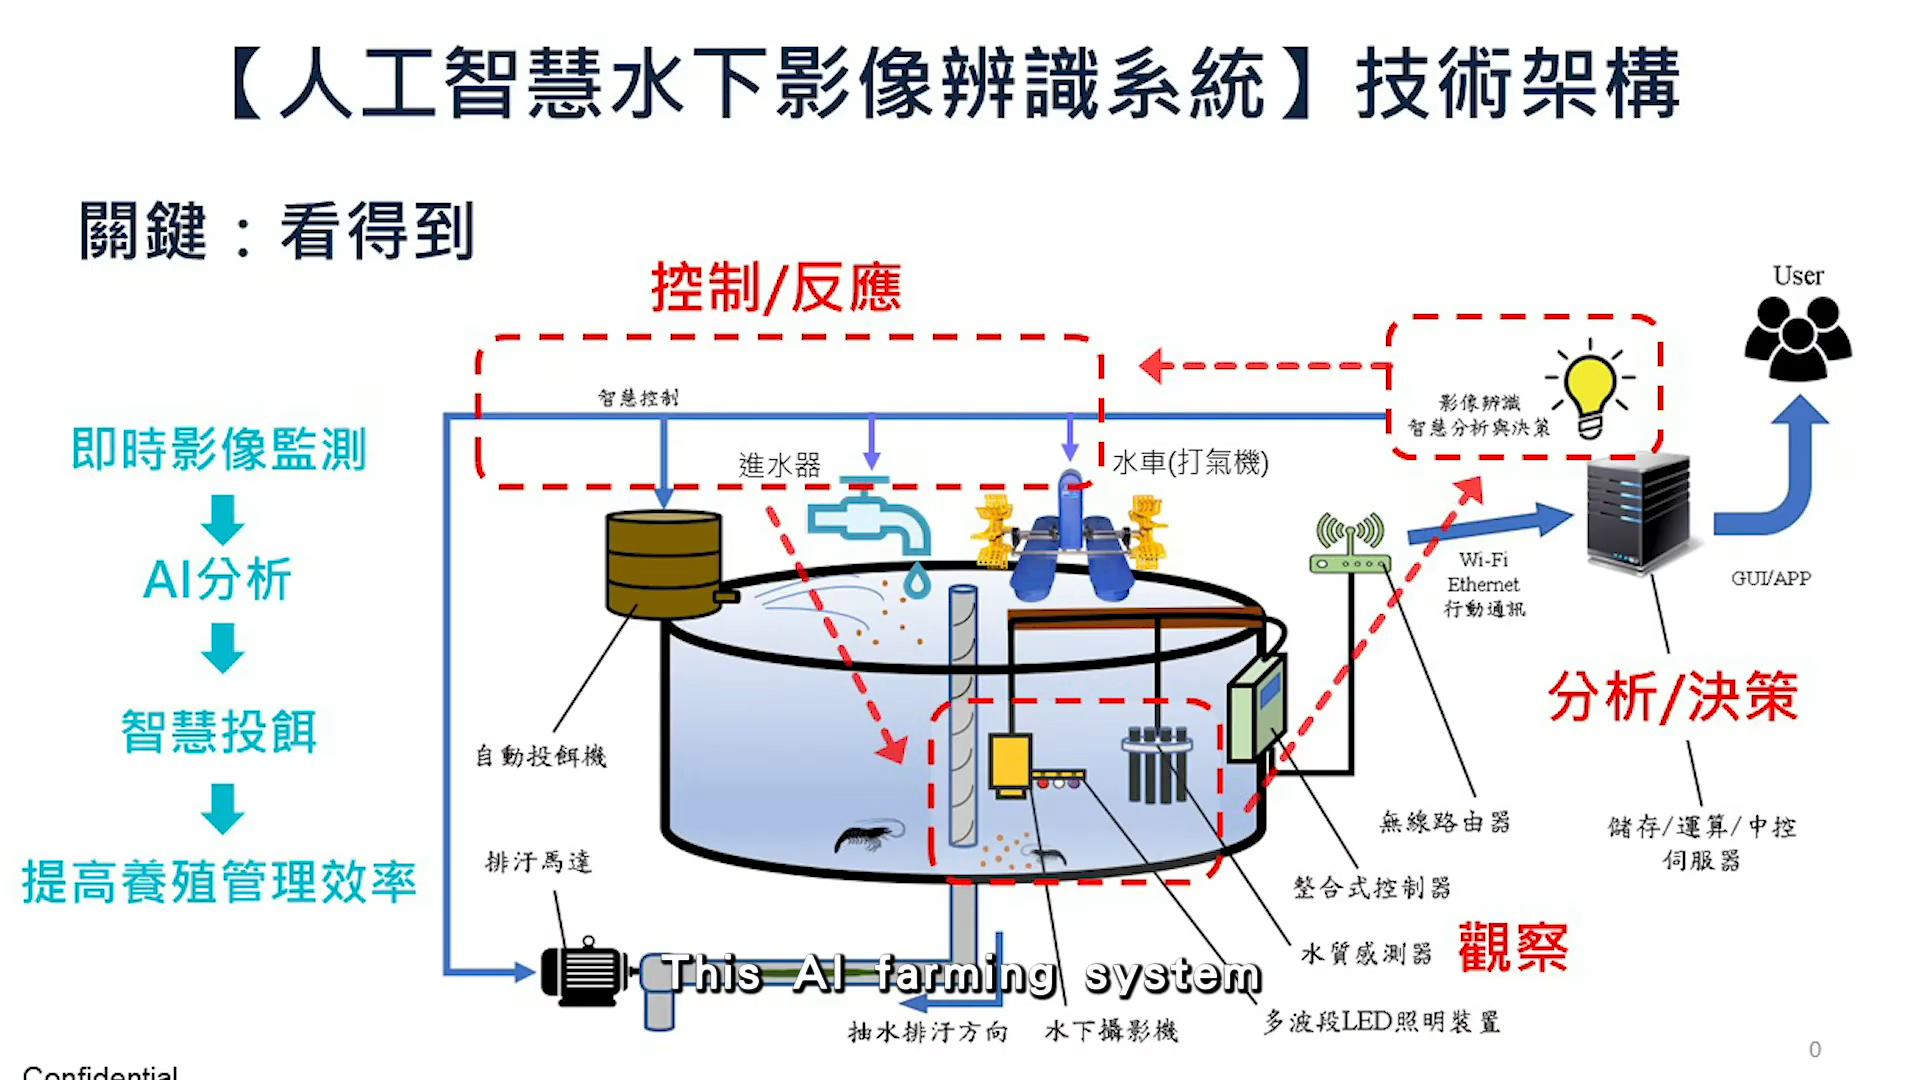 【人工智慧水下影像辨識系統】技術架構
關鍵：看得到
控制/反應
User
智慧控制
影像辨識
智慧分析與決策
即時影像監測
進水器
水車(打氣機)
AI分析
Wi-Fi
Ethernet
行動通訊
GUI/APP
智慧投餌
分析/決策
自動投餌機
無線路由器
儲存/運算/中控
伺服器
提高養殖管理效率
排汙馬達
整合式控制器
水質感測器
觀察
This AI farming system
抽水排汙方向
水下攝影機
多波段LED照明裝置
0
Confidential